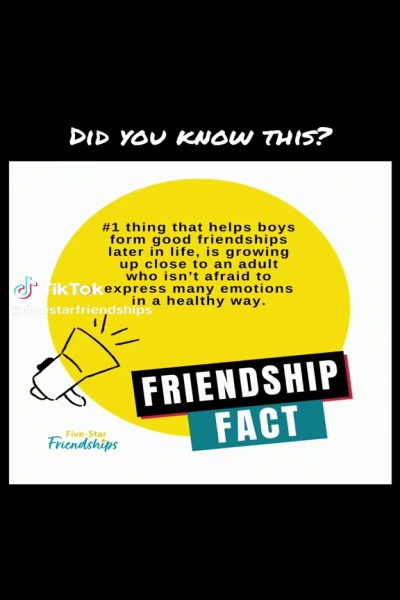 DID YOU KNOW THIS?
#1 thing that helps boys
form good friendships
later in life, is growing
up close to an adult
who isn't afraid to
express many emotions
in a healthy way.
TikTok
@fivestarfriendships
FRIENDSHIP
FACT
Five-Star
Friendships